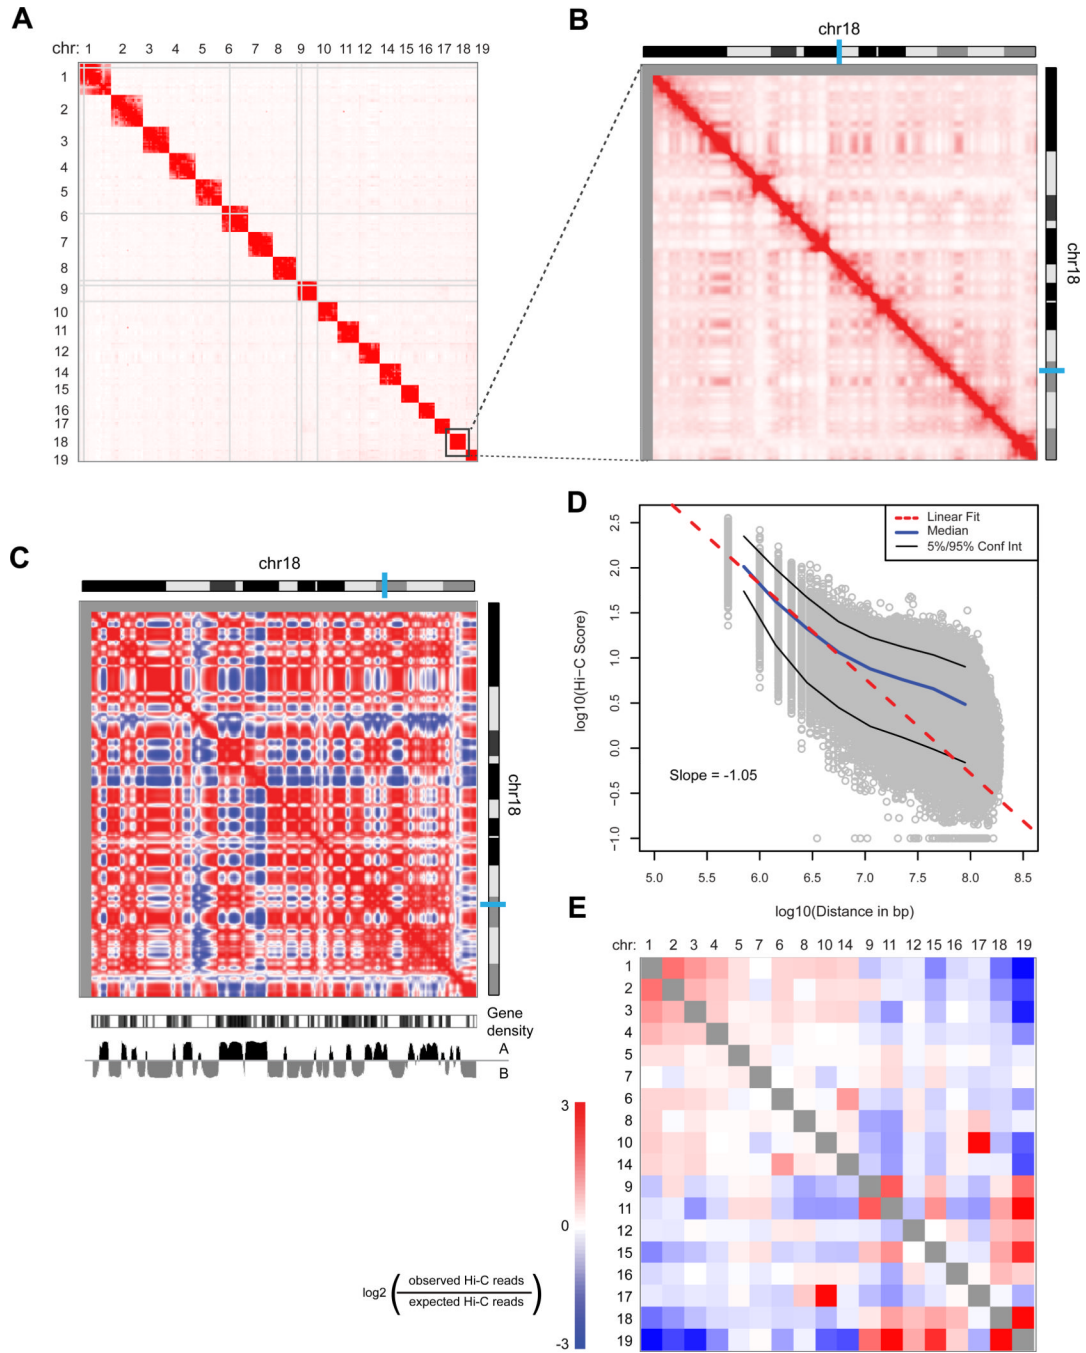 A
chr: 1 2 3 4 5 6 7 8 9 10 11 12 14 15 16 17 18 19
1
2
3
4
5
6
7
8
9
10
11
12
14
15
16
17
18
19
B
chr18
chr18
C
chr18
chr18
Gene
density
A
B
3
0
-3
log2 ( observed Hi-C reads
expected Hi-C reads )
D
Linear Fit
Median
5%/95% Conf Int
log10(Hi-C Score)
2.5
2.0
1.5
1.0
0.5
0.0
-0.5
-1.0
Slope = -1.05
5.0 5.5 6.0 6.5 7.0 7.5 8.0 8.5
log10(Distance in bp)
E
chr: 1 2 3 4 5 7 6 8 10 14 9 11 12 15 16 17 18 19
1
2
3
4
5
7
6
8
10
14
9
11
12
15
16
17
18
19